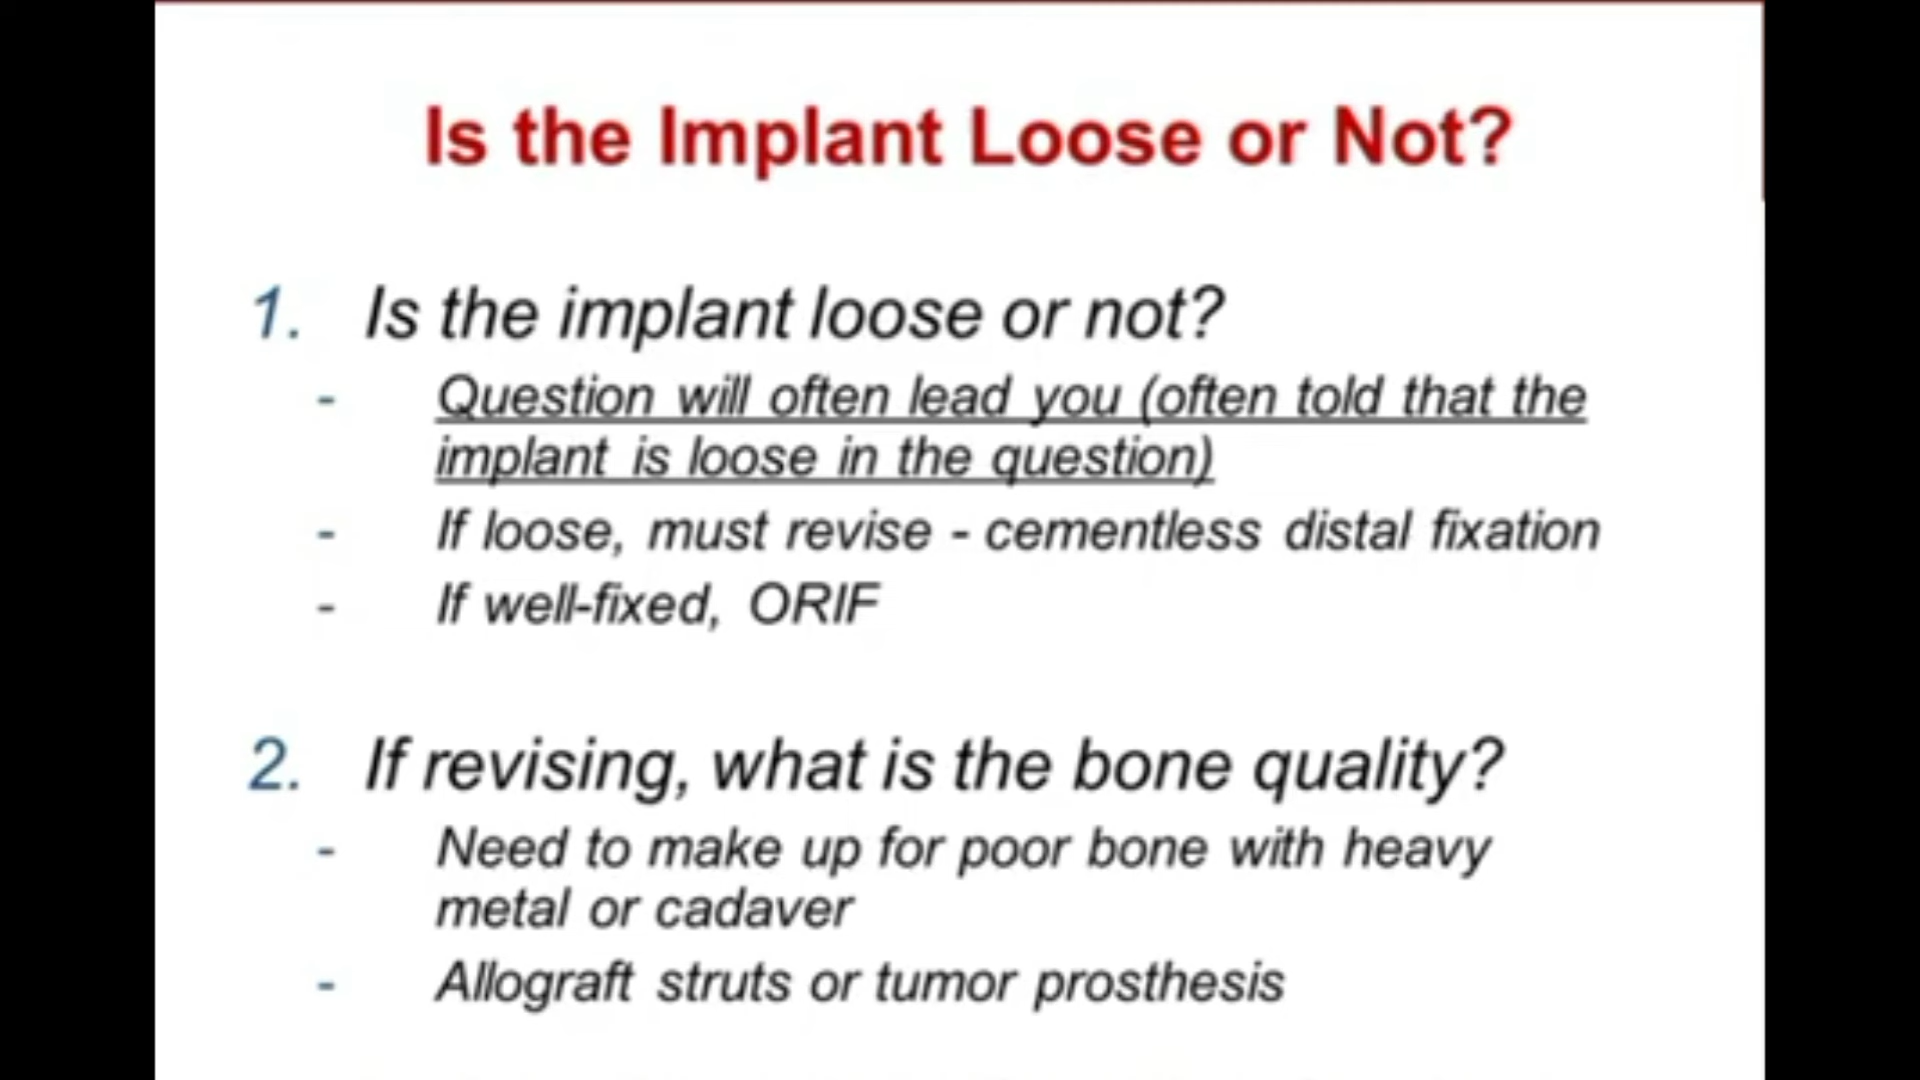 Is the Implant Loose or Not?
1. Is the implant loose or not?
- Question will often lead you (often told that the
implant is loose in the question)
- If loose, must revise - cementless distal fixation
- If well-fixed, ORIF
2. If revising, what is the bone quality?
- Need to make up for poor bone with heavy
metal or cadaver
- Allograft struts or tumor prosthesis